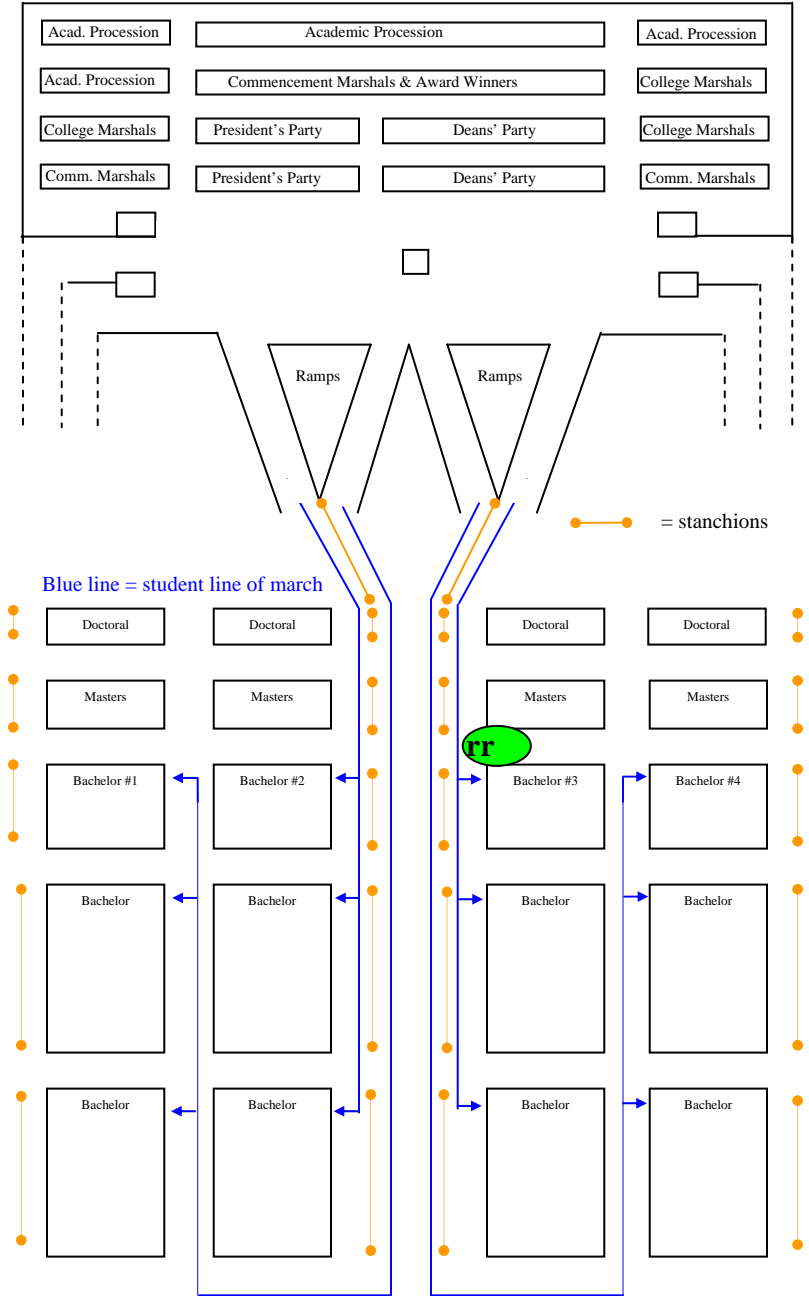 Acad. Procession
Academic Procession
Acad. Procession
Acad. Procession
Commencement Marshals & Award Winners
College Marshals
College Marshals
President's Party
Deans' Party
College Marshals
Comm. Marshals
President's Party
Deans' Party
Comm. Marshals
Ramps
Ramps
= stanchions
Blue line = student line of march
Doctoral
Doctoral
Doctoral
Doctoral
Masters
Masters
Masters
Masters
rr
Bachelor #1
Bachelor #2
Bachelor #3
Bachelor #4
Bachelor
Bachelor
Bachelor
Bachelor
Bachelor
Bachelor
Bachelor
Bachelor